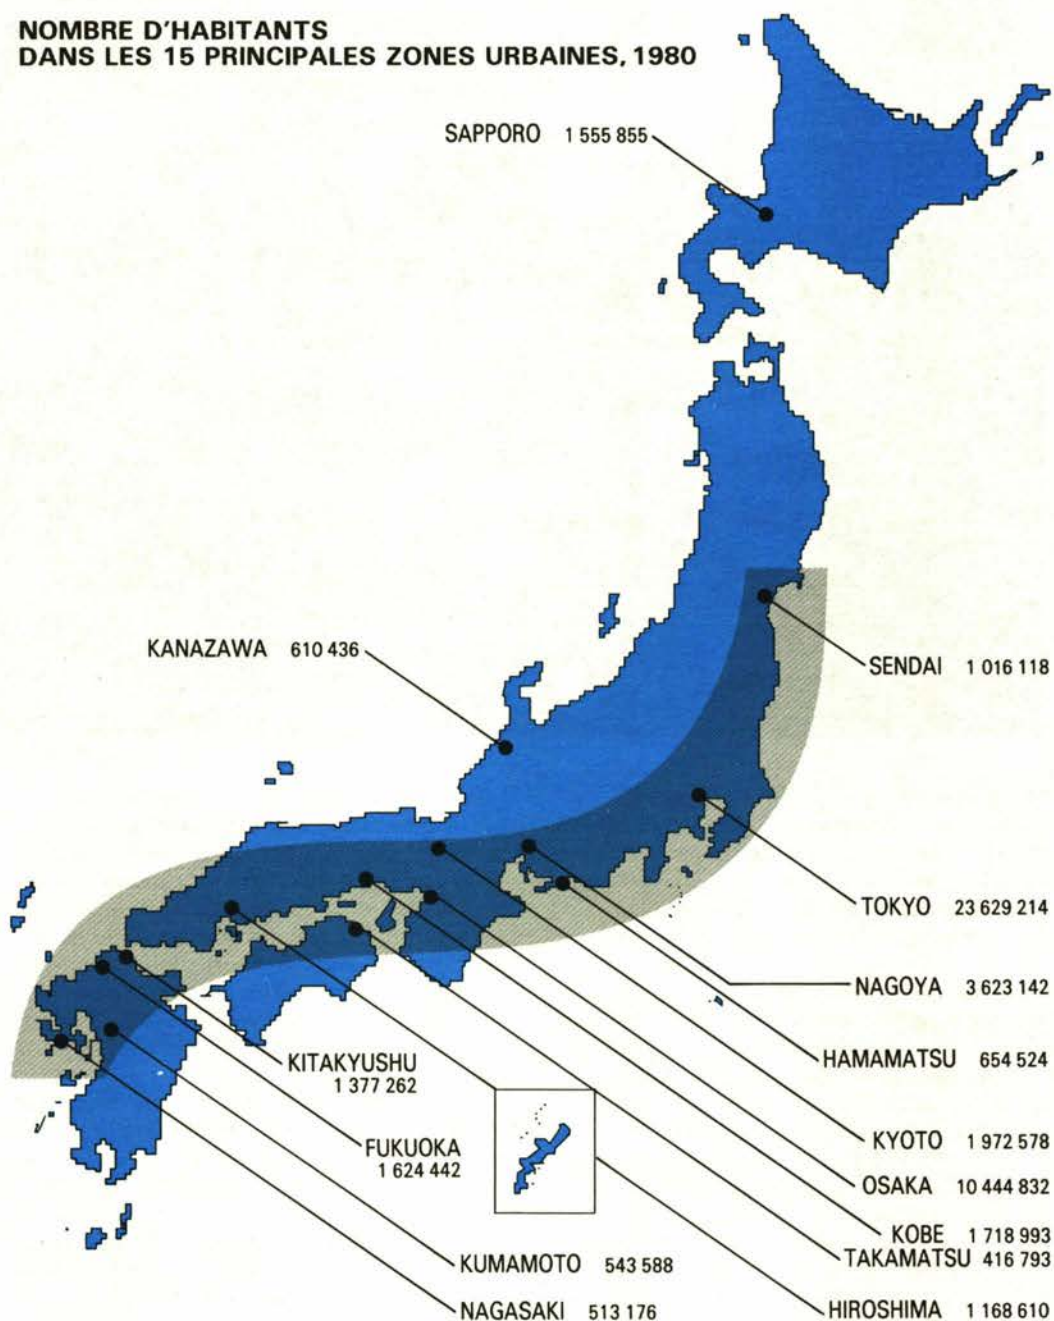 NOMBRE D'HABITANTS
DANS LES 15 PRINCIPALES ZONES URBAINES, 1980
SAPPORO 1 555 855
KANAZAWA 610 436
SENDAI 1 016 118
TOKYO 23 629 214
NAGOYA 3 623 142
HAMAMATSU 654 524
KITAKYUSHU
1 377 262
KYOTO 1 972 578
FUKUOKA
1 624 442
OSAKA 10 444 832
KOBE 1 718 993
TAKAMATSU 416 793
KUMAMOTO 543 588
NAGASAKI 513 176
HIROSHIMA 1 168 610